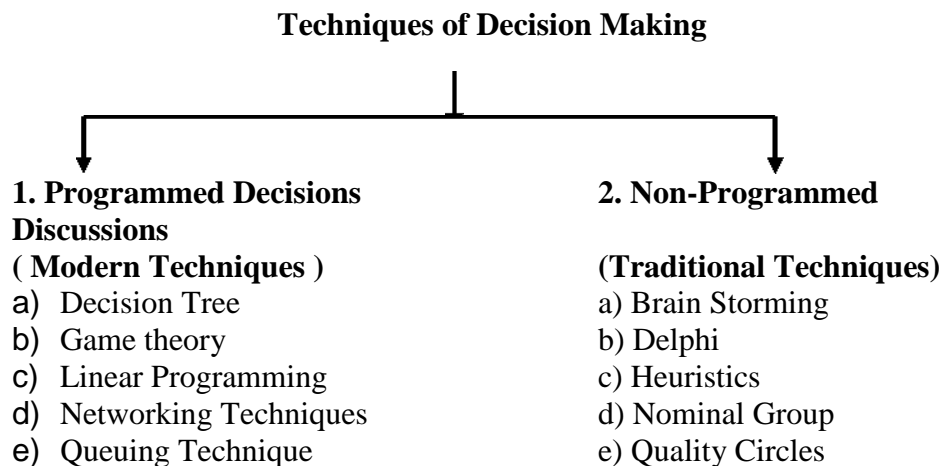 Techniques of Decision Making
1. Programmed Decisions
Discussions
( Modern Techniques )
a) Decision Tree
b) Game theory
c) Linear Programming
d) Networking Techniques
e) Queuing Technique
2. Non-Programmed
(Traditional Techniques)
a) Brain Storming
b) Delphi
c) Heuristics
d) Nominal Group
e) Quality Circles